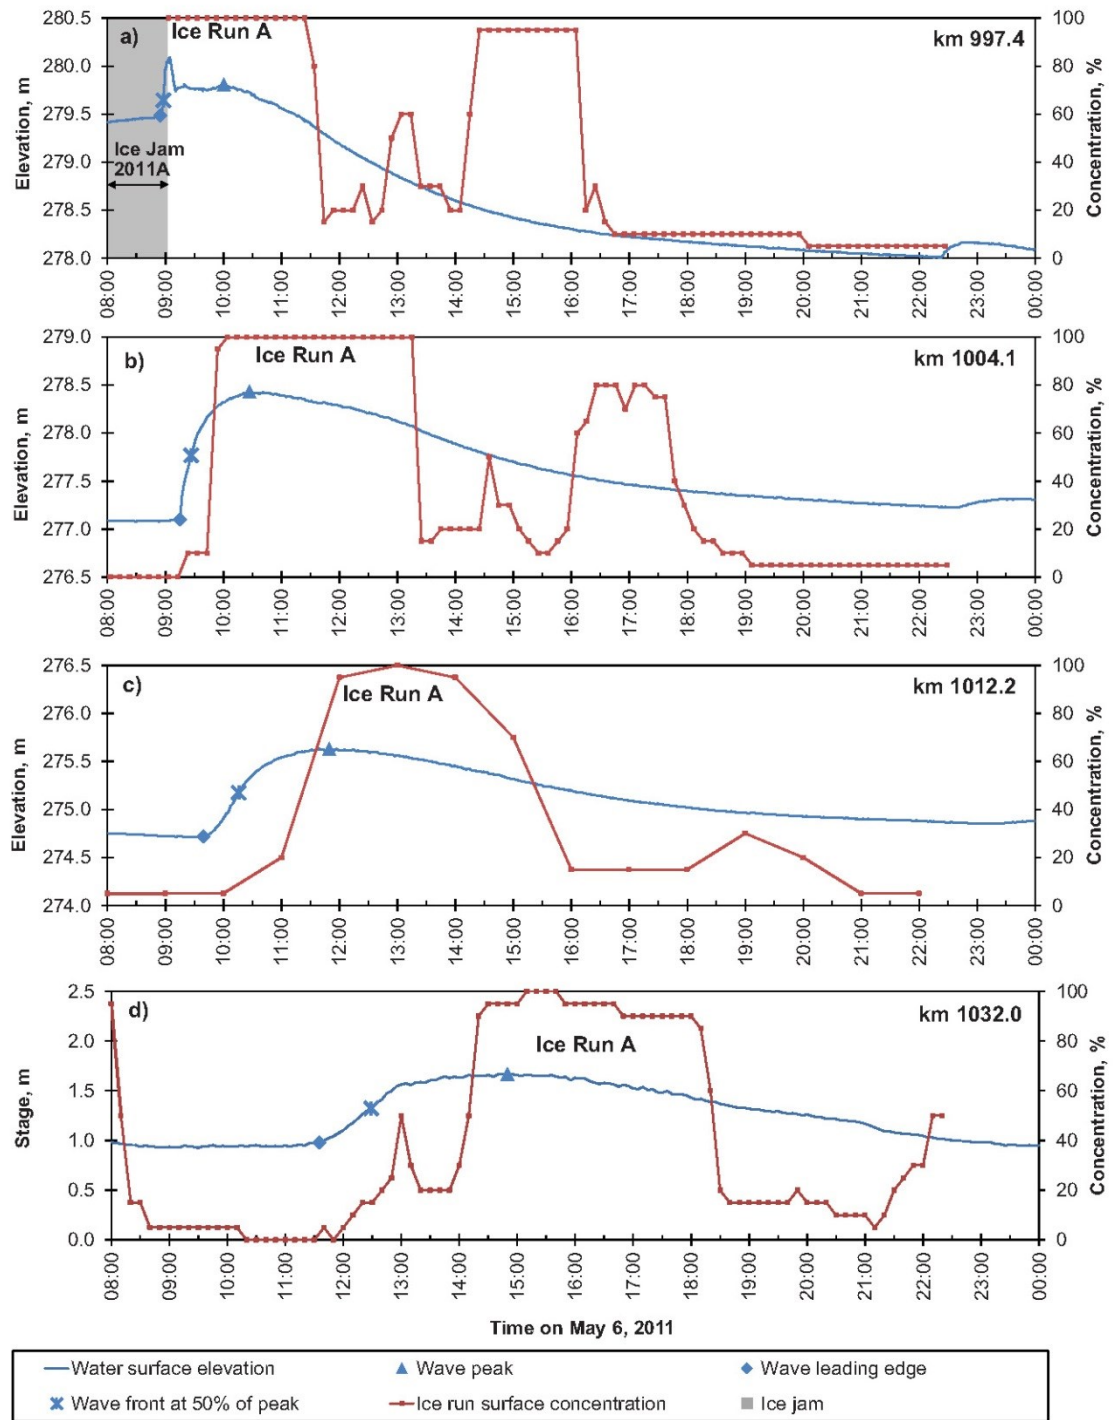 a)
Ice Run A
km 997.4
Ice Jam
2011A
Elevation, m
280.5
280.0
279.5
279.0
278.5
278.0
Concentration, %
100
80
60
40
20
0
08:00 09:00 10:00 11:00 12:00 13:00 14:00 15:00 16:00 17:00 18:00 19:00 20:00 21:00 22:00 23:00 00:00
b)
Ice Run A
km 1004.1
Elevation, m
279.0
278.5
278.0
277.5
277.0
276.5
Concentration, %
100
80
60
40
20
0
08:00 09:00 10:00 11:00 12:00 13:00 14:00 15:00 16:00 17:00 18:00 19:00 20:00 21:00 22:00 23:00 00:00
c)
Ice Run A
km 1012.2
Elevation, m
276.5
276.0
275.5
275.0
274.5
274.0
Concentration, %
100
80
60
40
20
0
08:00 09:00 10:00 11:00 12:00 13:00 14:00 15:00 16:00 17:00 18:00 19:00 20:00 21:00 22:00 23:00 00:00
d)
Ice Run A
km 1032.0
Stage, m
2.5
2.0
1.5
1.0
0.5
0.0
Concentration, %
100
80
60
40
20
0
08:00 09:00 10:00 11:00 12:00 13:00 14:00 15:00 16:00 17:00 18:00 19:00 20:00 21:00 22:00 23:00 00:00
Time on May 6, 2011
Water surface elevation
Wave peak
Wave leading edge
Wave front at 50% of peak
Ice run surface concentration
Ice jam